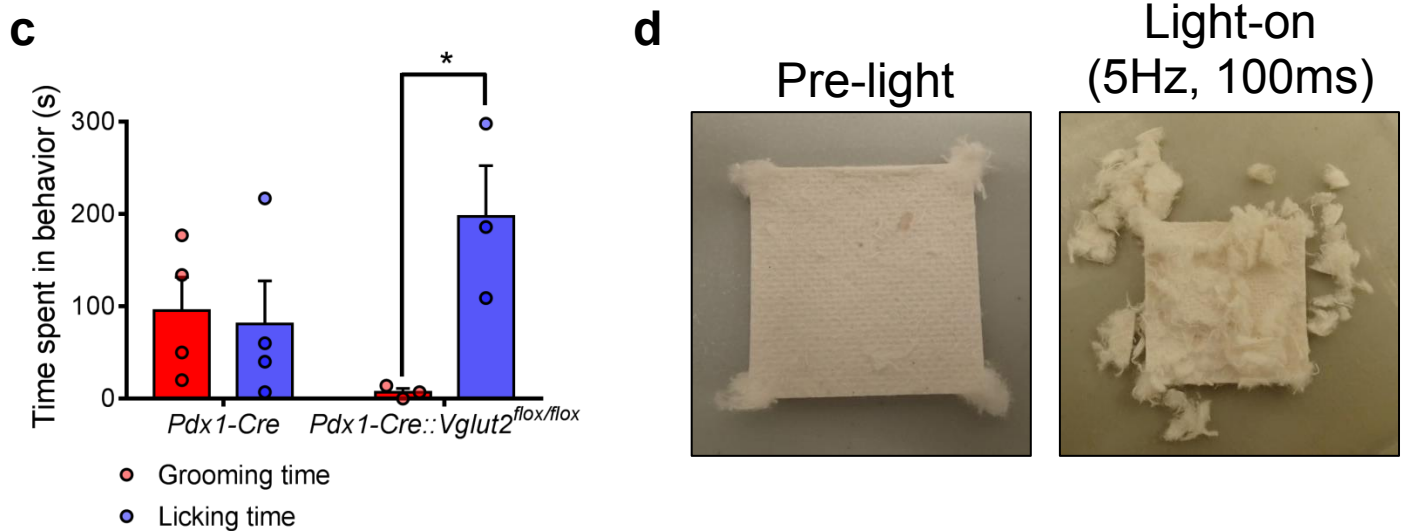 c
Time spent in behavior (s)
300
200
100
0
*
Pdx1-Cre
Pdx1-Cre::Vglut2flox/flox
Grooming time
Licking time
d
Pre-light
Light-on
(5Hz, 100ms)